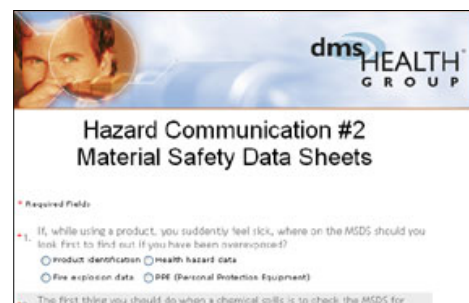 dms
HEALTH
GROUP
Hazard Communication #2
Material Safety Data Sheets
* Required Fields
*1. If, while using a product, you suddently feel sick, where on the MSDS should you
look first to find out if you have been overexposed?
Product identification Health hazard data
Fire explosion data PPE (Personal Protection Equipment)
The first thing you should do when a chemical spills is to check the MSDS for